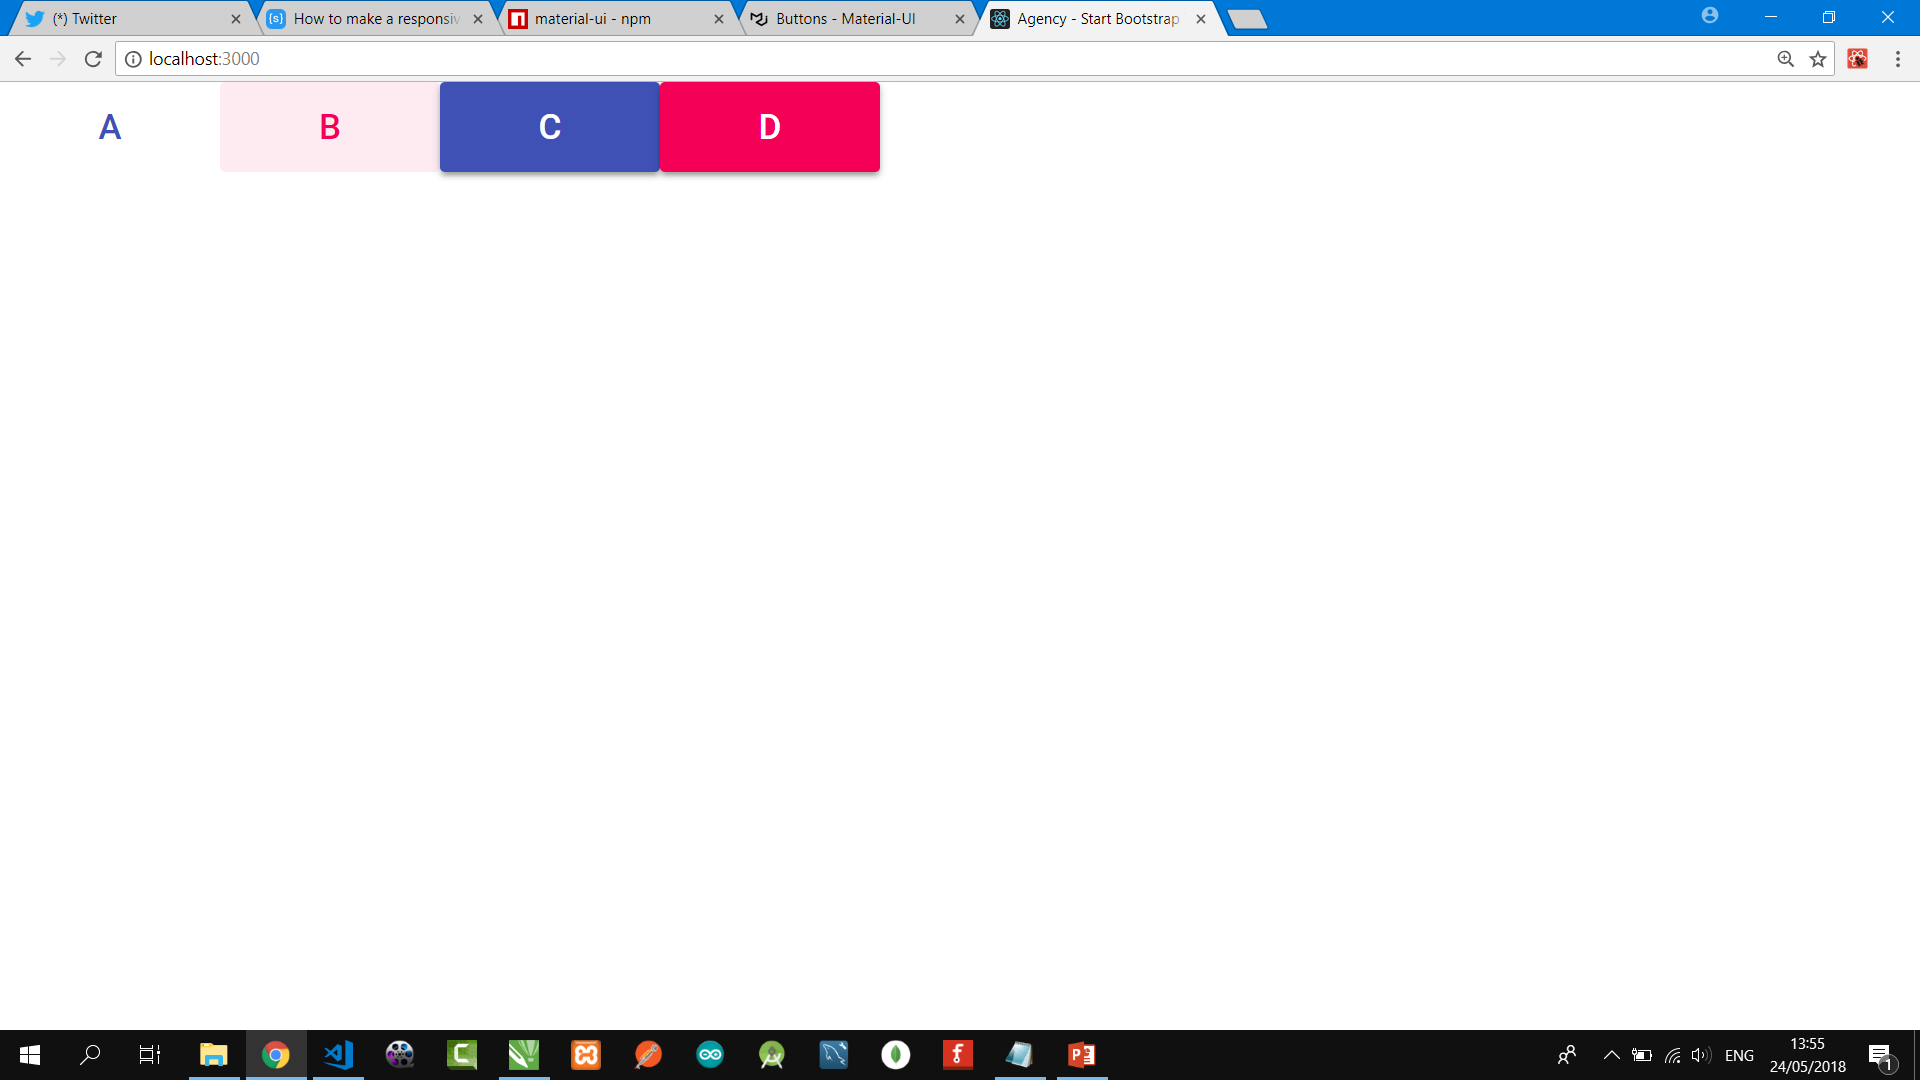 (*) Twitter
How to make a responsiv
material-ui - npm
Buttons - Material-UI
Agency - Start Bootstrap
localhost:3000
A B C D
ENG
13:55
24/05/2018
1